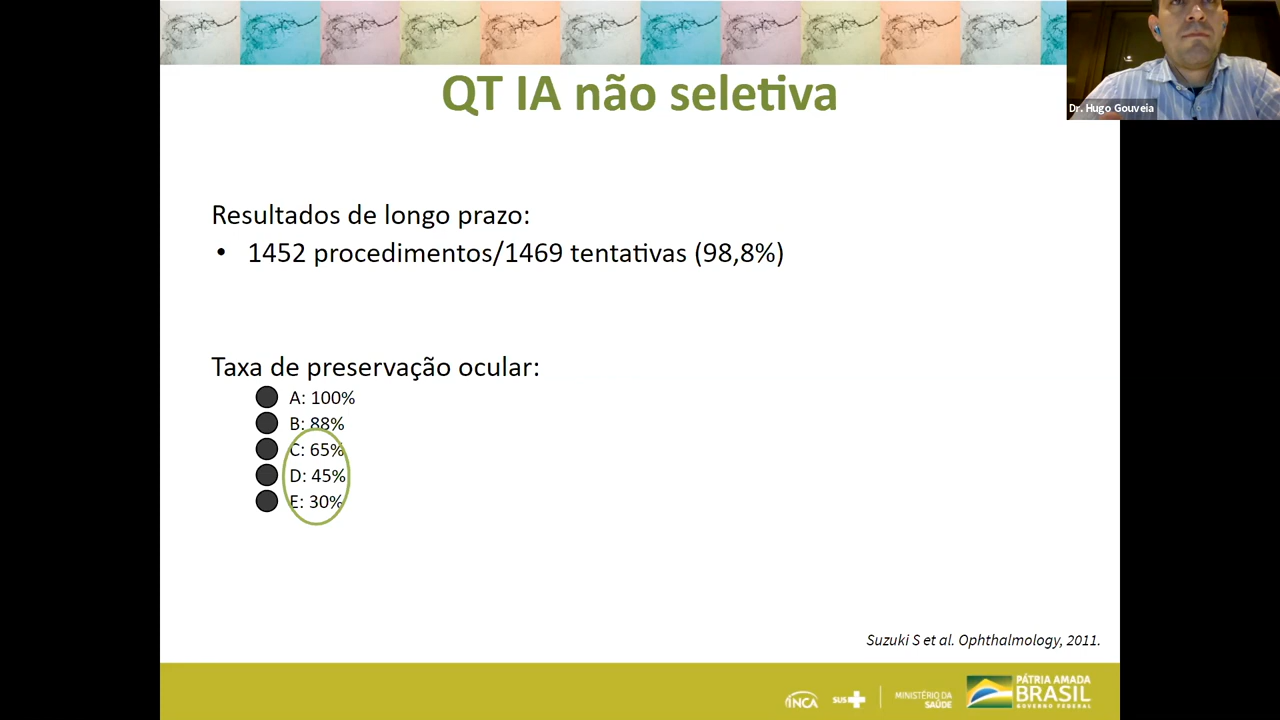 QT IA não seletiva
Dr. Hugo Gouveia
Resultados de longo prazo:
• 1452 procedimentos/1469 tentativas (98,8%)
Taxa de preservação ocular:
A: 100%
B: 88%
C: 65%
D: 45%
E: 30%
Suzuki S et al. Ophthalmology, 2011.
INCA
SUS
MINISTÉRIO DA
SAÚDE
PÁTRIA AMADA
BRASIL
GOVERNO FEDERAL